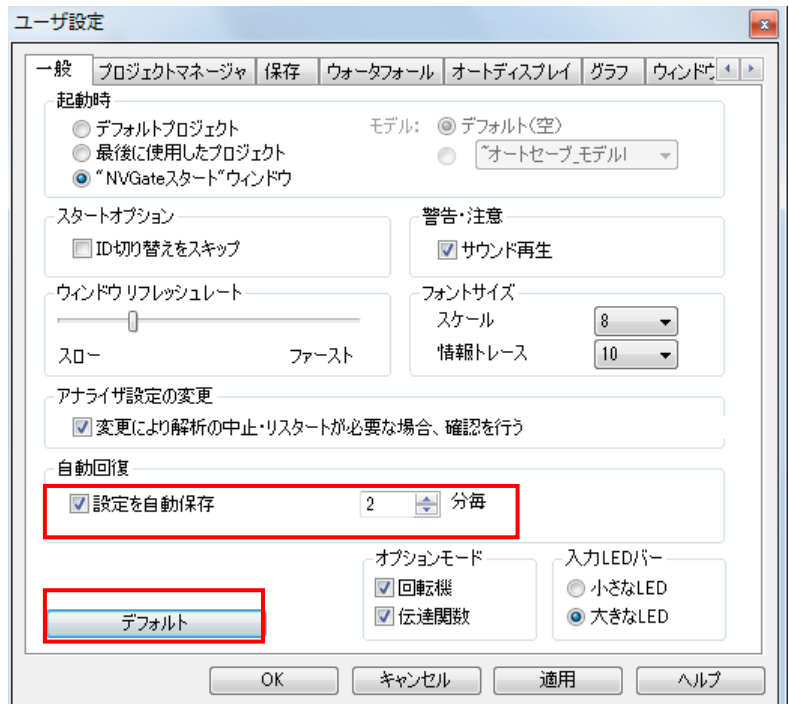 ユーザ設定
一般 プロジェクトマネージャ 保存 ウォータフォール オートディスプレイ グラフ ウィンドウ
起動時
デフォルトプロジェクト モデル: デフォルト(空)
最後に使用したプロジェクト ~オートセーブ_モデル
"NVGateスタート"ウィンドウ
スタートオプション 警告・注意
ID切り替えをスキップ サウンド再生
ウィンドウ リフレッシュレート フォントサイズ
スケール 8
スロー ファースト 情報トレース 10
アナライザ設定の変更
変更により解析の中止・リスタートが必要な場合、確認を行う
自動回復
設定を自動保存 2 分毎
オプションモード 入力LEDバー
回転機 小さなLED
デフォルト 伝達関数 大きなLED
OK キャンセル 適用 ヘルプ